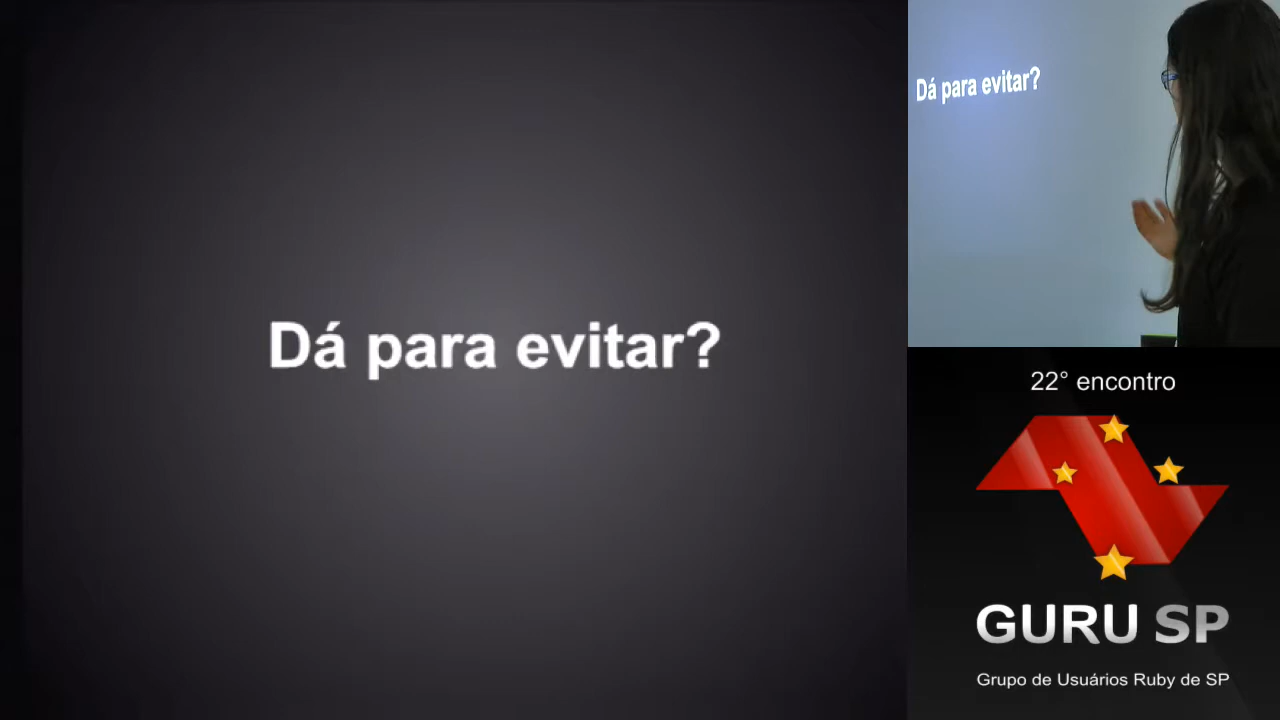 Dá para evitar?
Dá para evitar?
22° encontro
GURU SP
Grupo de Usuários Ruby de SP